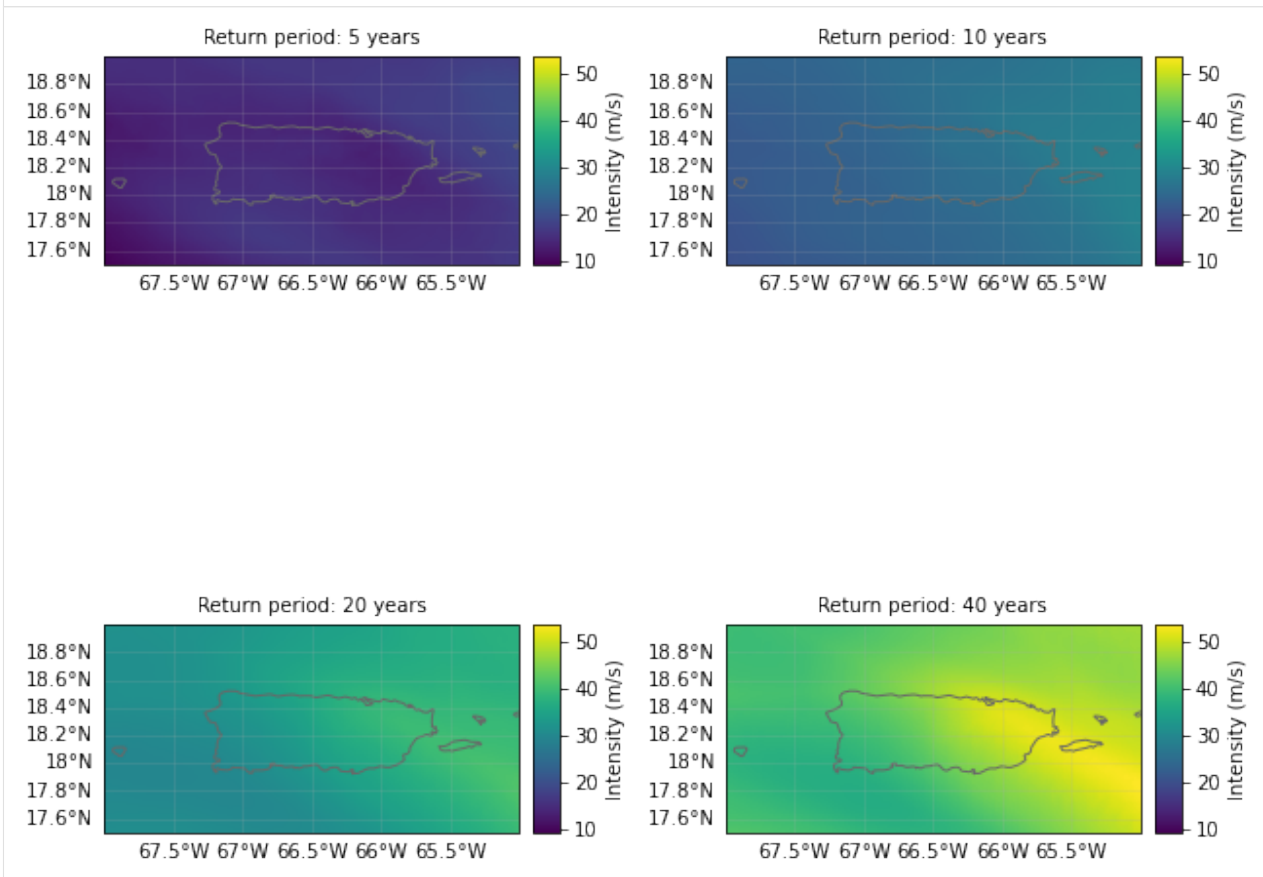 Return period: 5 years
18.8°N
18.6°N
18.4°N
18.2°N
18°N
17.8°N
17.6°N
67.5°W 67°W 66.5°W 66°W 65.5°W
50
40
30
20
10
Intensity (m/s)
Return period: 10 years
18.8°N
18.6°N
18.4°N
18.2°N
18°N
17.8°N
17.6°N
67.5°W 67°W 66.5°W 66°W 65.5°W
50
40
30
20
10
Intensity (m/s)
Return period: 20 years
18.8°N
18.6°N
18.4°N
18.2°N
18°N
17.8°N
17.6°N
67.5°W 67°W 66.5°W 66°W 65.5°W
50
40
30
20
10
Intensity (m/s)
Return period: 40 years
18.8°N
18.6°N
18.4°N
18.2°N
18°N
17.8°N
17.6°N
67.5°W 67°W 66.5°W 66°W 65.5°W
50
40
30
20
10
Intensity (m/s)